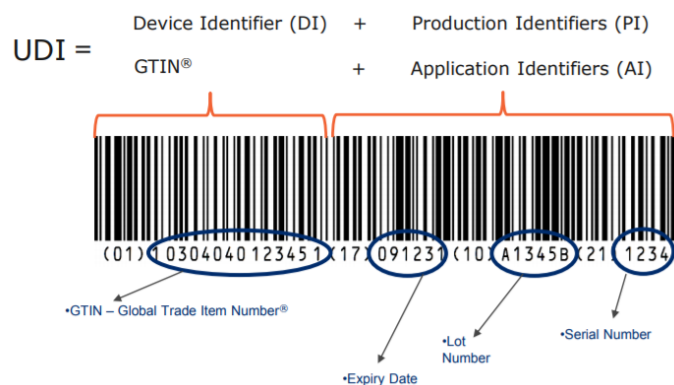 UDI =
Device Identifier (DI) + Production Identifiers (PI)
GTIN® + Application Identifiers (AI)
(01)10304040123451(17)091231(10)A1345B(21)1234
•GTIN – Global Trade Item Number®
•Expiry Date
•Lot
Number
•Serial Number